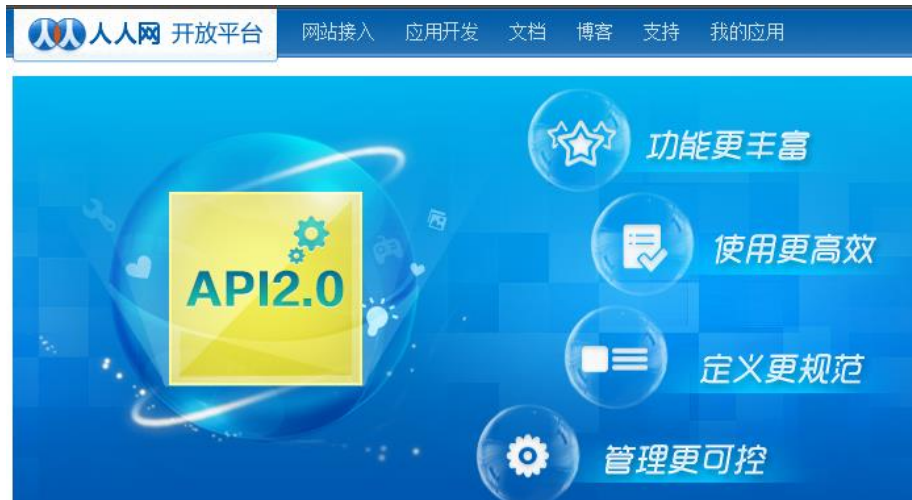 人人网 开放平台 网站接入 应用开发 文档 博客 支持 我的应用
功能更丰富
使用更高效
API2.0
定义更规范
管理更可控